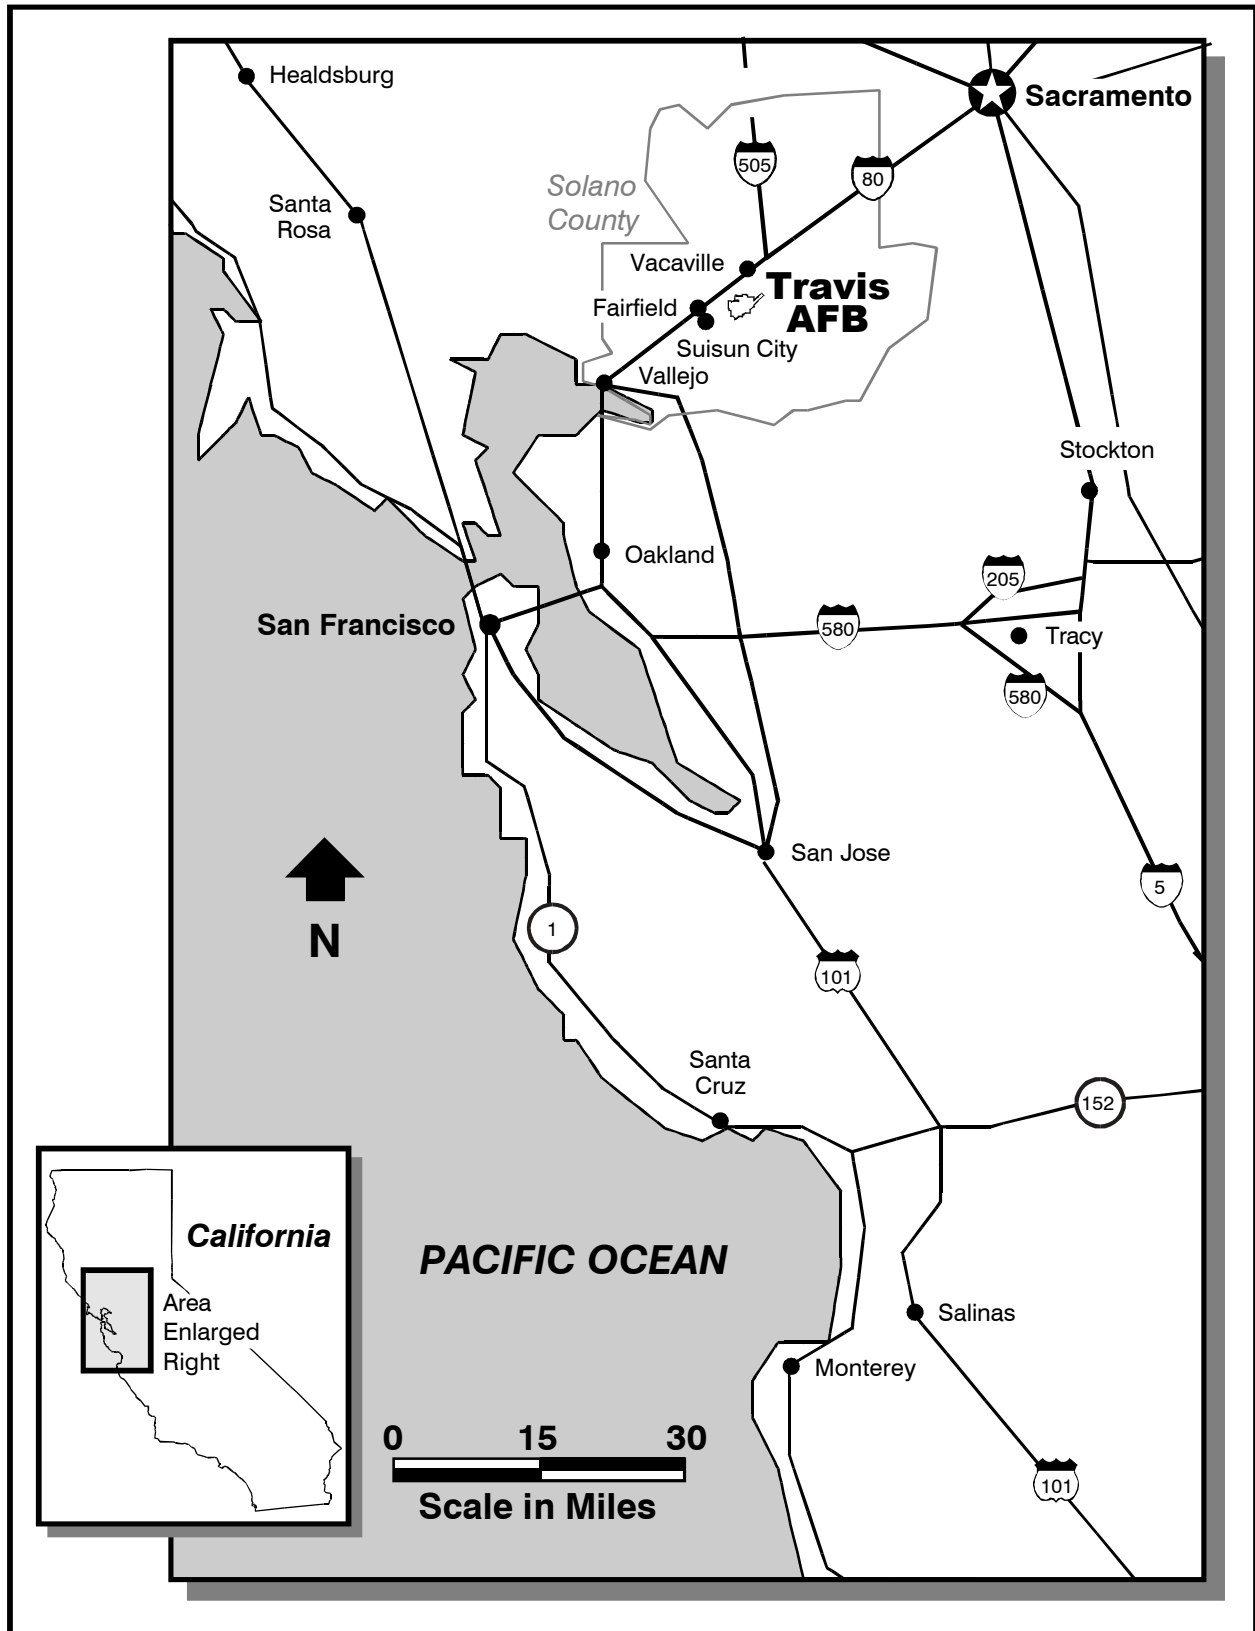 Healdsburg
Sacramento
505
80
Solano
County
Santa
Rosa
Vacaville
Travis
AFB
Fairfield
Suisun City
Vallejo
Stockton
Oakland
205
San Francisco
580
Tracy
580
San Jose
5
N
1
101
Santa
Cruz
152
California
PACIFIC OCEAN
Area
Enlarged
Right
Salinas
Monterey
0 15 30
Scale in Miles
101